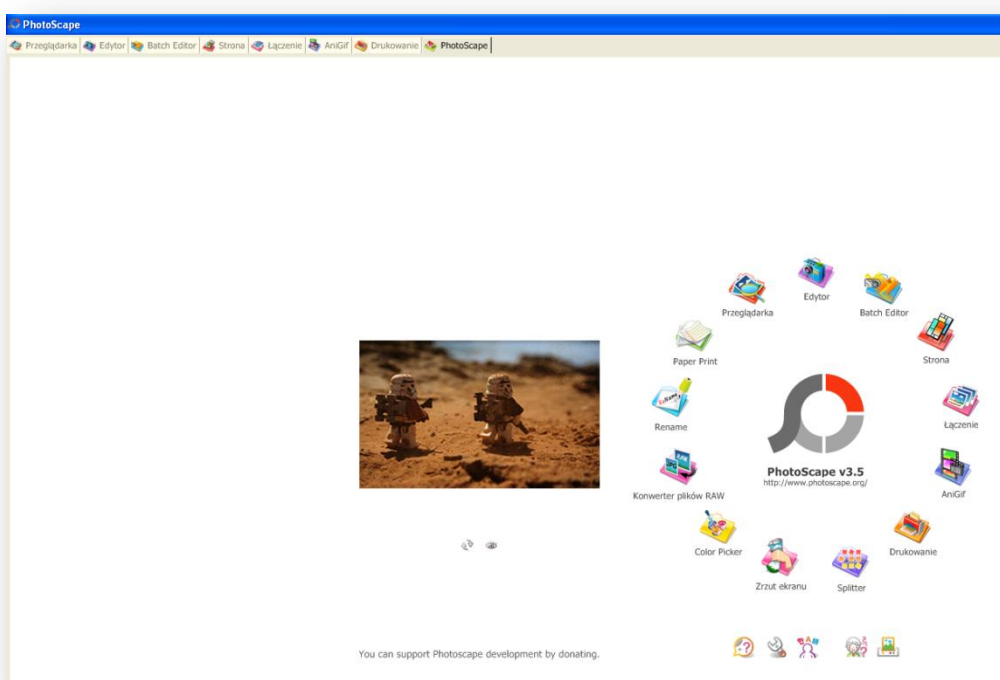 PhotoScape
Przeglądarka Edytor Batch Editor Strona Łączenie AniGif Drukowanie PhotoScape
Edytor
Przeglądarka
Batch Editor
Paper Print
Strona
Rename
Łączenie
PhotoScape v3.5
http://www.photoscape.org/
Konwerter plików RAW
AniGif
Color Picker
Drukowanie
Zrzut ekranu
Splitter
You can support Photoscape development by donating.